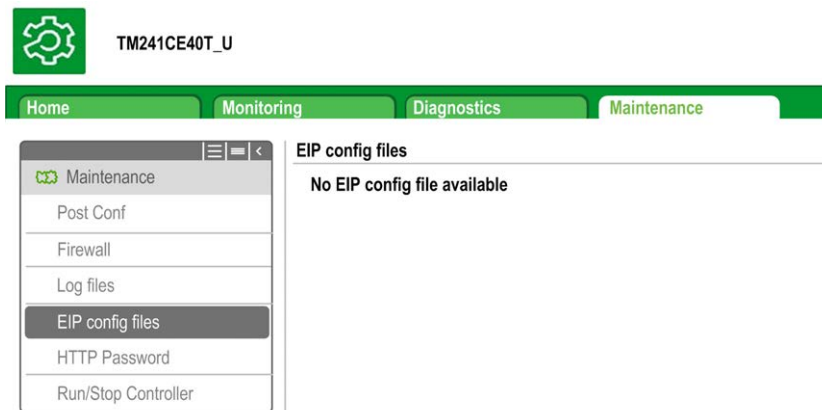 TM241CE40T_U
Home Monitoring Diagnostics Maintenance
Maintenance
Post Conf
Firewall
Log files
EIP config files
HTTP Password
Run/Stop Controller
EIP config files
No EIP config file available